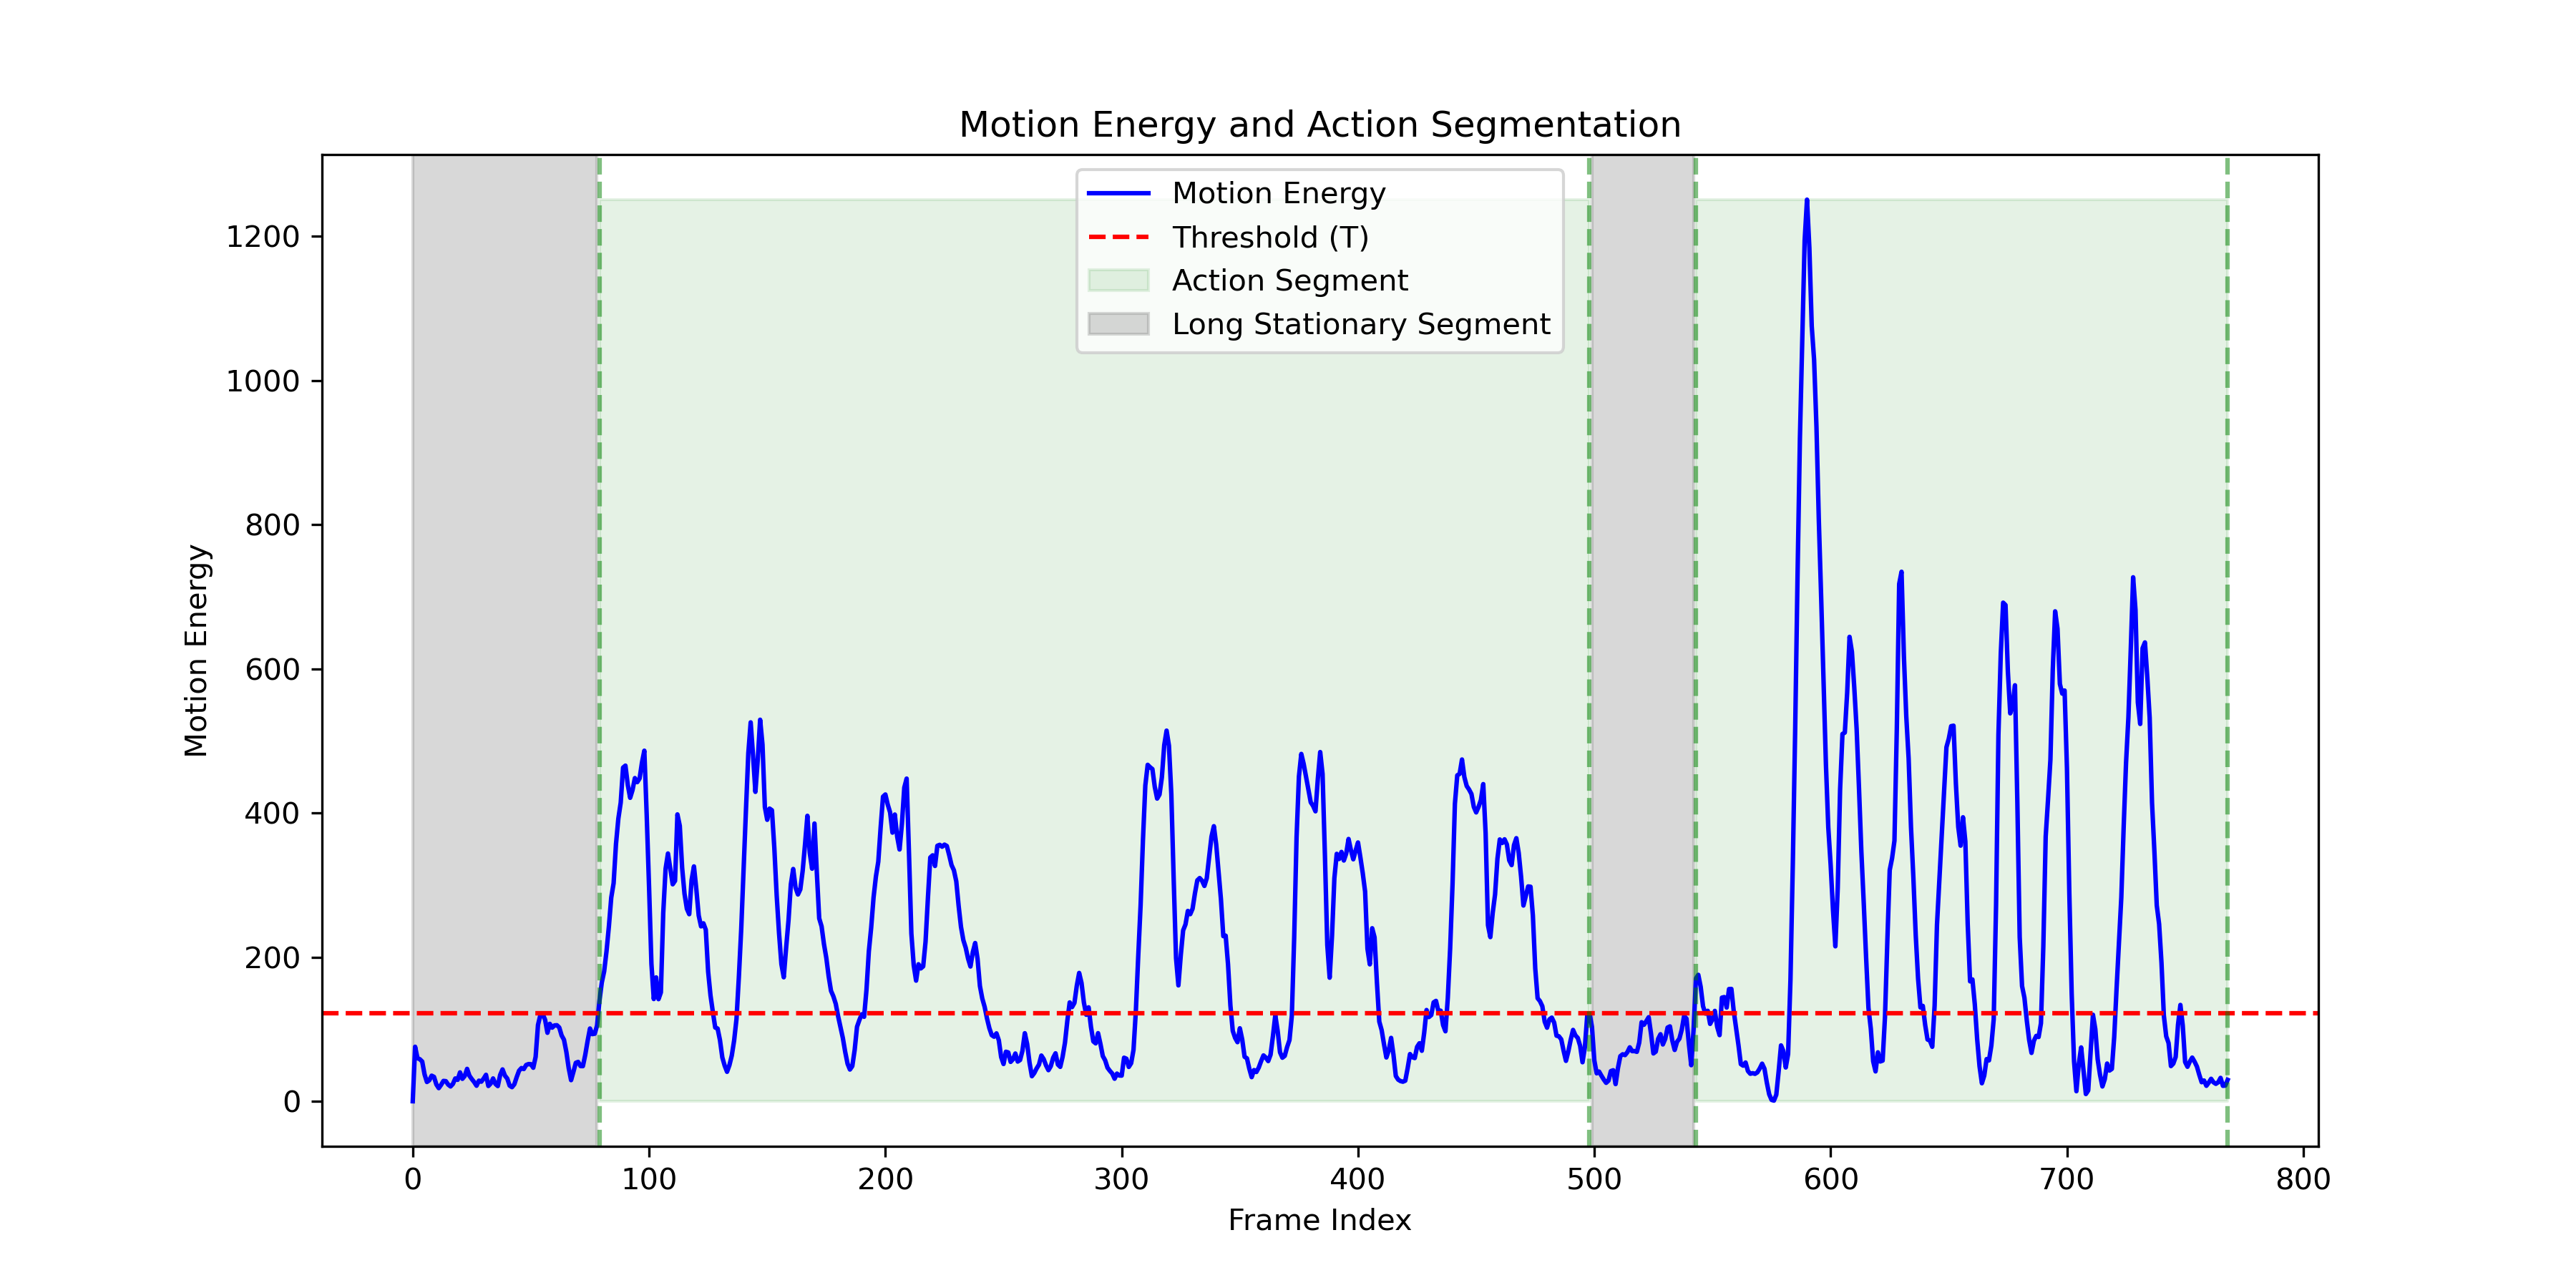 Motion Energy and Action Segmentation
Motion Energy
Threshold (T)
Action Segment
Long Stationary Segment
1200
1000
800
600
400
200
0
Motion Energy
0 100 200 300 400 500 600 700 800
Frame Index